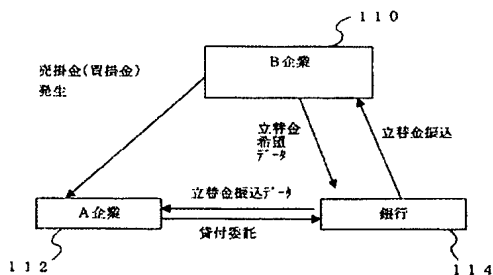 110
B企業
売掛金(買掛金)
発生
立替金
希望
データ
立替金振込
立替金振込データ
A企業
銀行
貸付委託
112
114